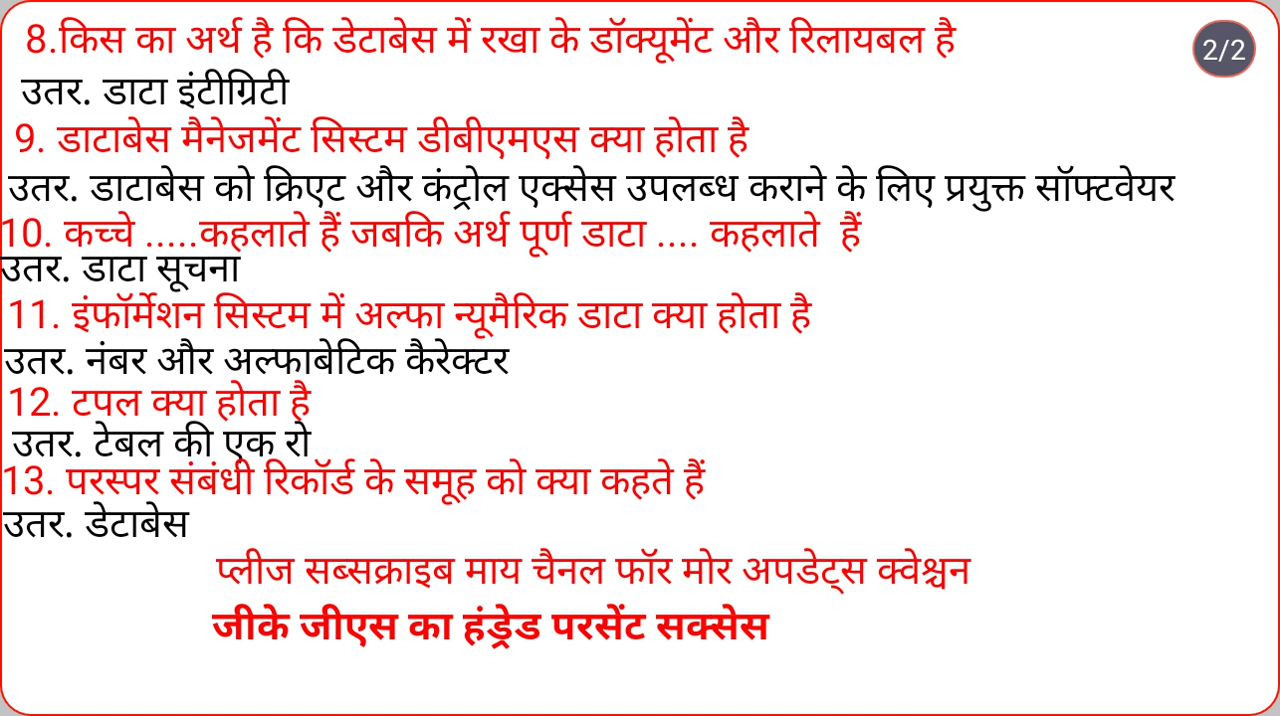 8.किस का अर्थ है कि डेटाबेस में रखा के डॉक्यूमेंट और रिलायबल है
2/2
उतर. डाटा इंटीग्रिटी
9. डाटाबेस मैनेजमेंट सिस्टम डीबीएमएस क्या होता है
उतर. डाटाबेस को क्रिएट और कंट्रोल एक्सेस उपलब्ध कराने के लिए प्रयुक्त सॉफ्टवेयर
10. कच्चे .....कहलाते हैं जबकि अर्थ पूर्ण डाटा .... कहलाते हैं
उतर. डाटा सूचना
11. इंफॉर्मेशन सिस्टम में अल्फा न्यूमैरिक डाटा क्या होता है
उतर. नंबर और अल्फाबेटिक कैरेक्टर
12. टपल क्या होता है
उतर. टेबल की एक रो
13. परस्पर संबंधी रिकॉर्ड के समूह को क्या कहते हैं
उतर. डेटाबेस
प्लीज सब्सक्राइब माय चैनल फॉर मोर अपडेट्स क्वेश्चन
जीके जीएस का हंड्रेड परसेंट सक्सेस